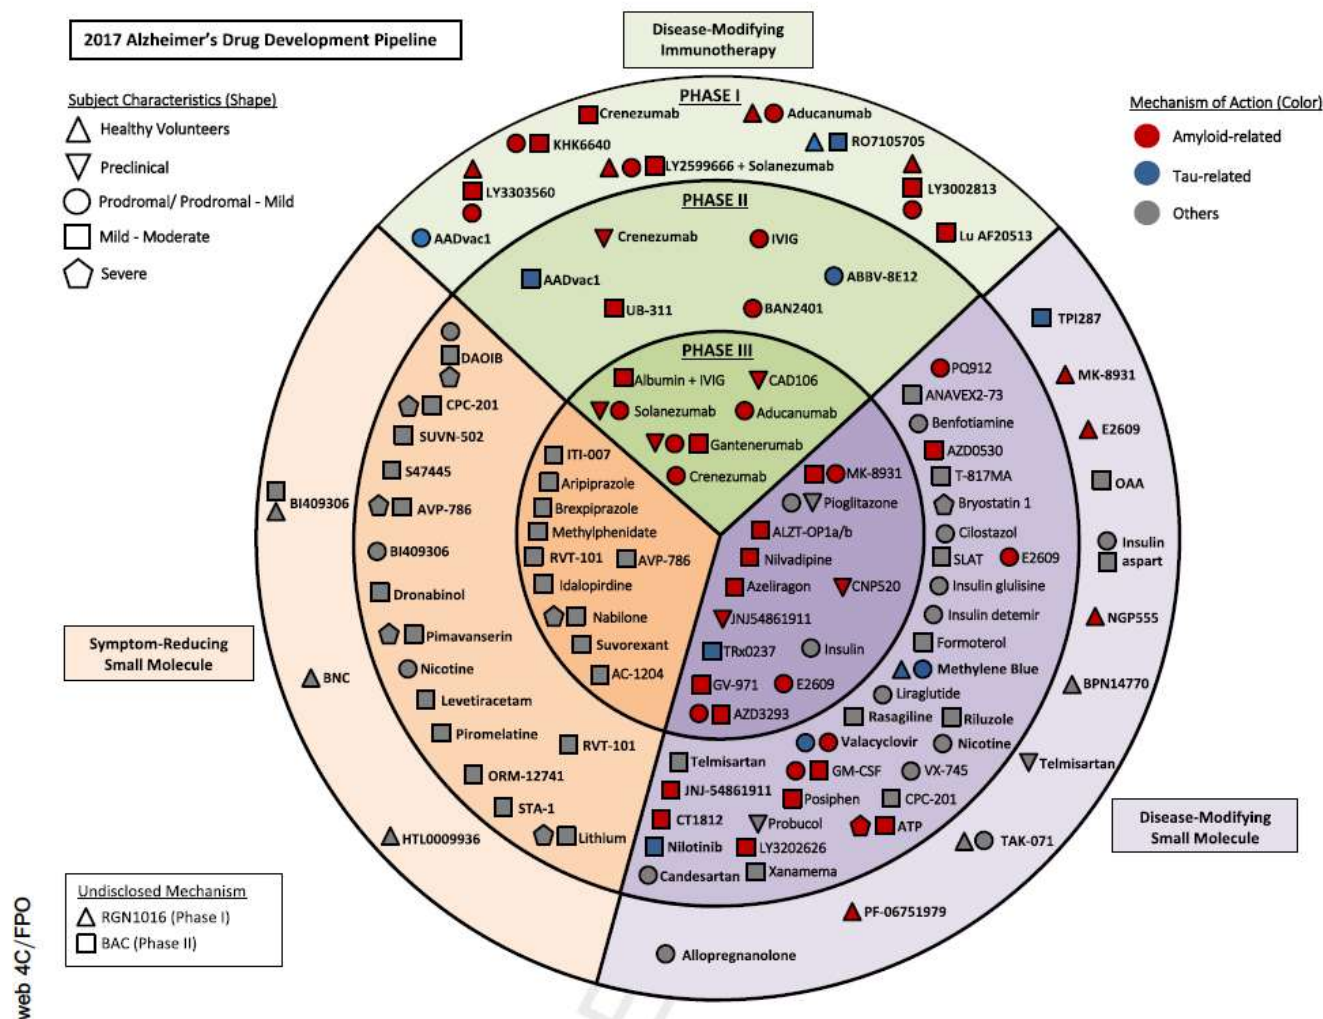 2017 Alzheimer's Drug Development Pipeline
Disease-Modifying
Immunotherapy
Subject Characteristics (Shape)
Healthy Volunteers
Preclinical
Prodromal/ Prodromal - Mild
Mild - Moderate
Severe
Mechanism of Action (Color)
Amyloid-related
Tau-related
Others
PHASE I
Crenezumab
Aducanumab
KHK6640
RO7105705
LY2599666 + Solanezumab
LY3303560
LY3002813
AADvac1
Lu AF20513
PHASE II
Crenezumab
IVIG
AADvac1
ABBV-8E12
UB-311
BAN2401
PHASE III
Albumin + IVIG
CAD106
Solanezumab
Aducanumab
Gantenerumab
Crenezumab
DAOIB
CPC-201
SUVN-502
S47445
AVP-786
BI409306
BI409306
Dronabinol
Pimavanserin
Nicotine
Levetiracetam
Piromelatine
RVT-101
ORM-12741
STA-1
Lithium
BNC
HTL0009936
ITI-007
Aripiprazole
Brexpiprazole
Methylphenidate
RVT-101
AVP-786
Idalopirdine
Nabilone
Suvorexant
AC-1204
MK-8931
Pioglitazone
ALZT-OP1a/b
Nilvadipine
Azeliragon
CNP520
JNJ54861911
TRx0237
Insulin
GV-971
E2609
AZD3293
PQ912
ANAVEX2-73
Benfotiamine
AZD0530
T-817MA
Bryostatin 1
Cilostazol
SLAT
E2609
Insulin glulisine
Insulin detemir
Formoterol
Methylene Blue
Liraglutide
Rasagiline
Riluzole
Valacyclovir
Nicotine
Telmisartan
GM-CSF
VX-745
JNJ-54861911
Posiphen
CPC-201
CT1812
Probucol
ATP
Nilotinib
LY3202626
Candesartan
Xanamema
TPI287
MK-8931
E2609
OAA
Insulin
aspart
NGP555
BPN14770
Telmisartan
TAK-071
PF-06751979
Allopregnanolone
Symptom-Reducing
Small Molecule
Disease-Modifying
Small Molecule
Undisclosed Mechanism
RGN1016 (Phase I)
BAC (Phase II)
web 4C/FPO